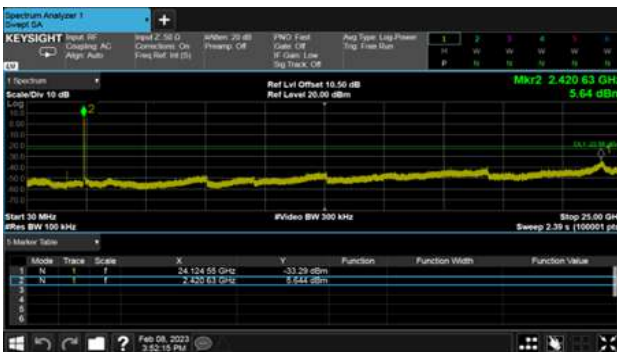 Spectrum Analyzer 1
Swept SA
KEYSIGHT Input: RF Input Z: 50 Ω #Atten: 20 dB PNO: Fast Avg Type: Log-Power 1 2 3 4 5 6
Coupling: AC Corrections: On Preamp: Off Gate: Off Trig: Free Run M W W W W W
Align: Auto Freq Ref: Int (S) IF Gain: Low P N N N N N
Sig Track: Off
1 Spectrum
Ref Lvl Offset 10.50 dB Mkr2 2.420 63 GHz
Scale/Div 10 dB Ref Level 20.00 dBm 5.64 dBm
Log
2
1
Start 30 MHz #Video BW 300 kHz Stop 25.00 GHz
#Res BW 100 kHz Sweep 2.39 s (100001 pts)
5 Marker Table
Mode Trace Scale X Y Function Function Width Function Value
1 N 1 f 24.124 55 GHz -33.29 dBm
2 N 1 f 2.420 63 GHz 5.644 dBm
3
4
5
6
Feb 08, 2023
3:52:15 PM